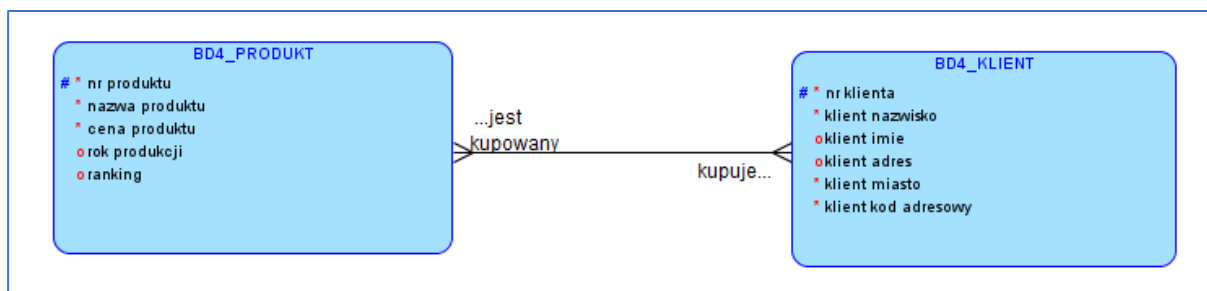 BD4_PRODUKT
# * nr produktu
* nazwa produktu
* cena produktu
o rok produkcji
o ranking
...jest
kupowany
kupuje...
BD4_KLIENT
# * nr klienta
* klient nazwisko
o klient imie
o klient adres
* klient miasto
* klient kod adresowy